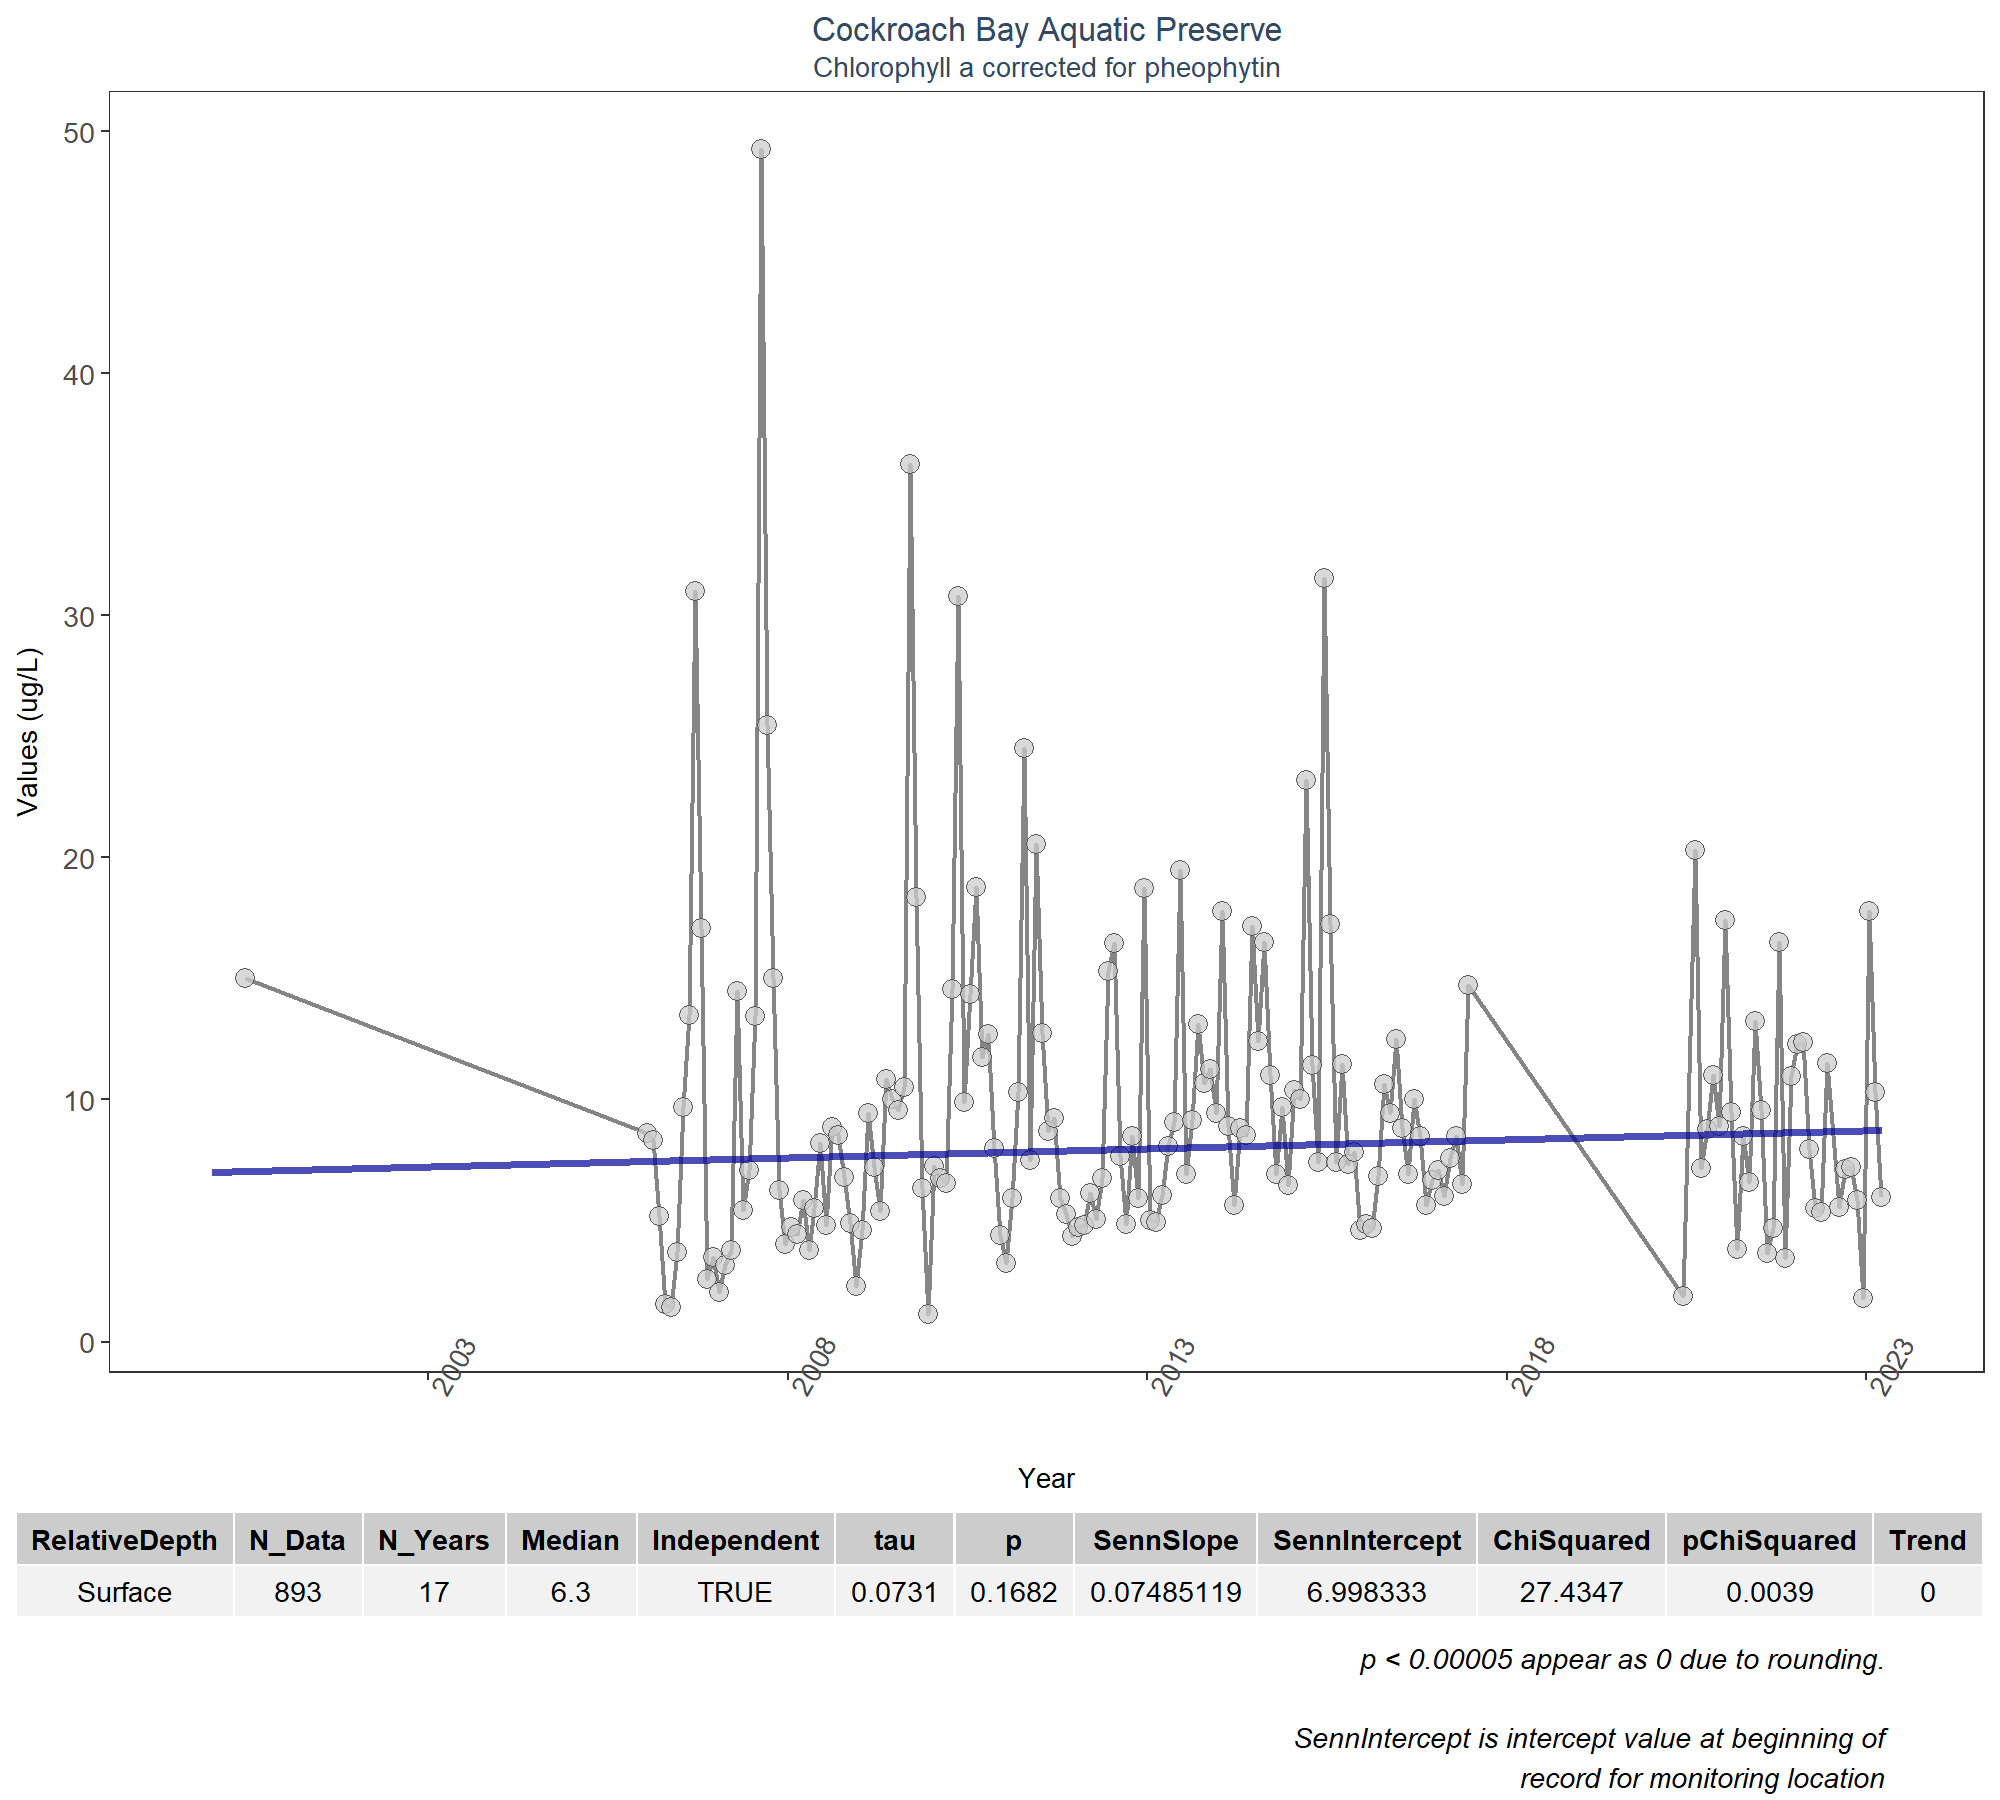 Cockroach Bay Aquatic Preserve
Chlorophyll a corrected for pheophytin
50
40
30
20
10
0
Values (ug/L)
2003
2008
2013
2018
2023
Year
RelativeDepth N_Data N_Years Median Independent tau p SennSlope SennIntercept ChiSquared pChiSquared Trend
Surface 893 17 6.3 TRUE 0.0731 0.1682 0.07485119 6.998333 27.4347 0.0039 0
p < 0.00005 appear as 0 due to rounding.
SennIntercept is intercept value at beginning of
record for monitoring location